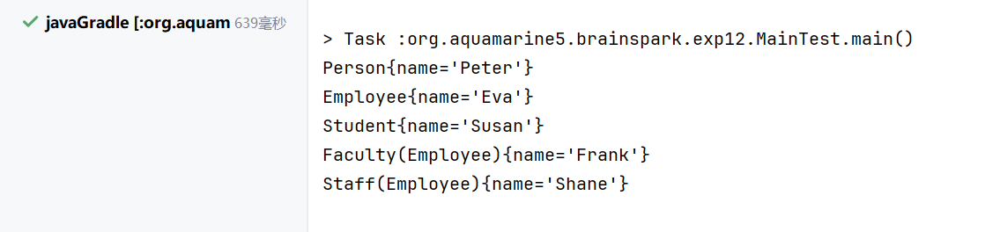 javaGradle [:org.aquam 639毫秒
> Task :org.aquamarine5.brainspark.exp12.MainTest.main()
Person{name='Peter'}
Employee{name='Eva'}
Student{name='Susan'}
Faculty(Employee){name='Frank'}
Staff(Employee){name='Shane'}